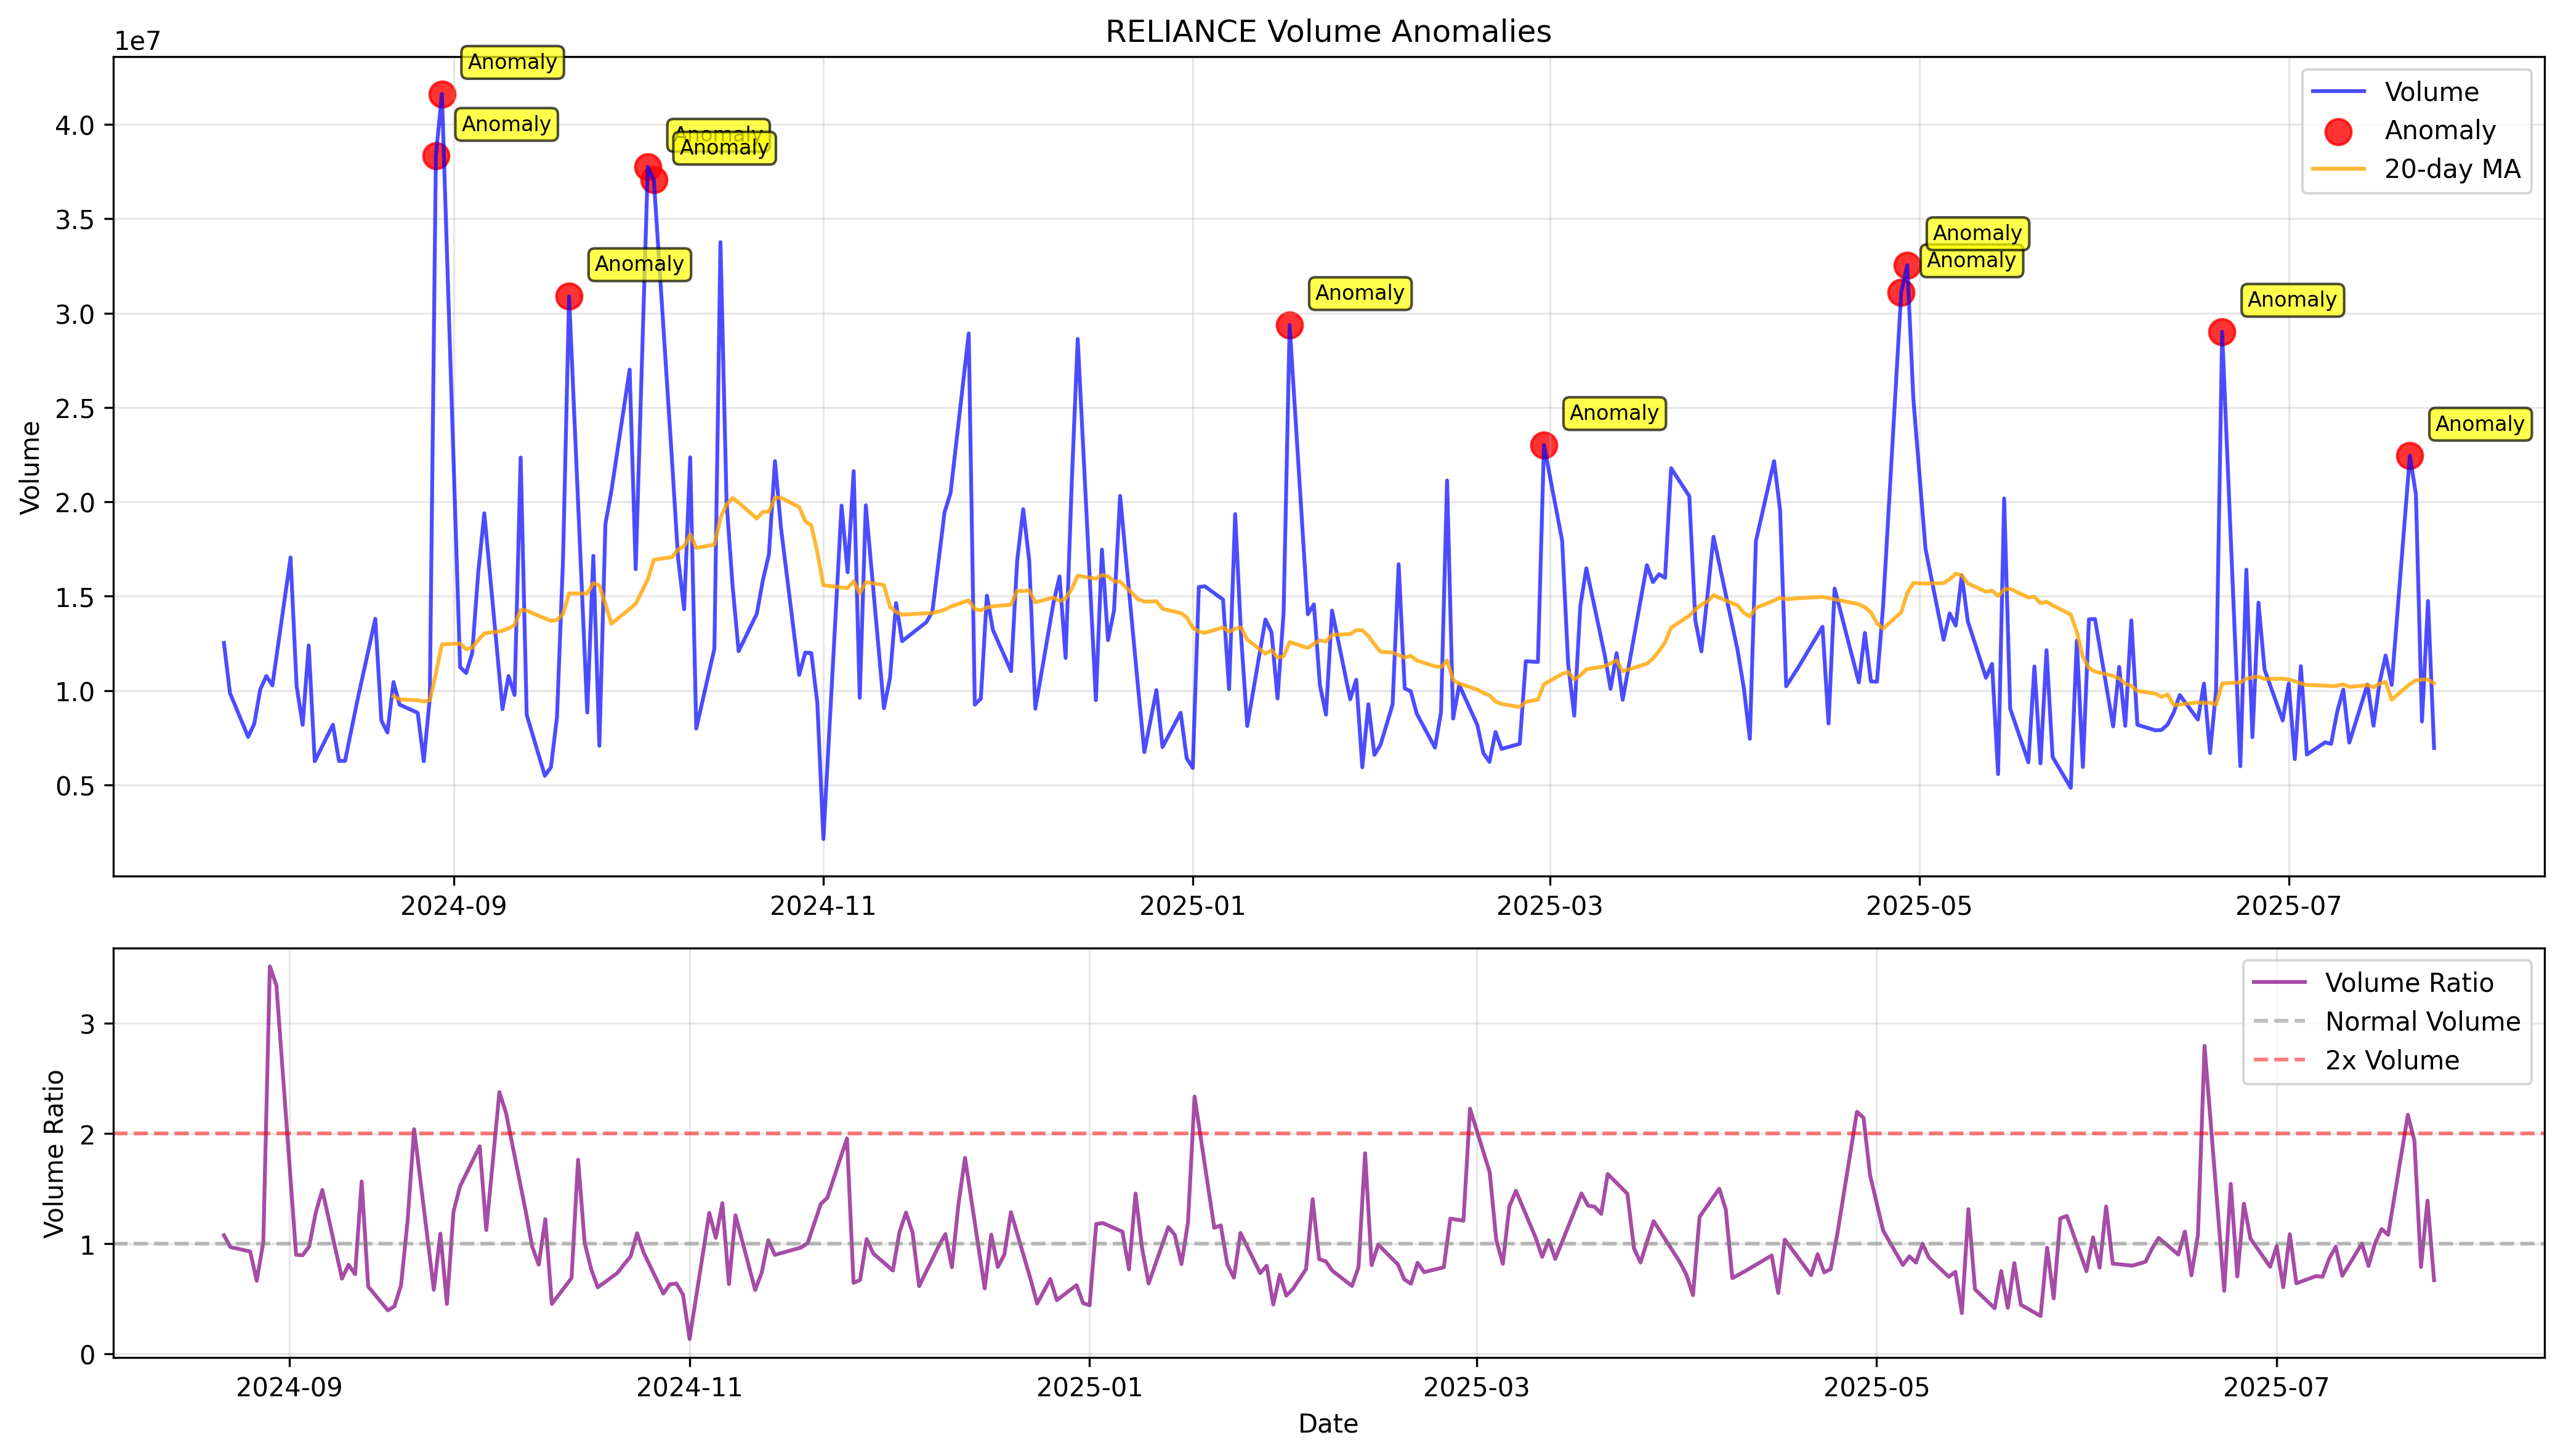 RELIANCE Volume Anomalies
1e7
Volume
4.0
3.5
3.0
2.5
2.0
1.5
1.0
0.5
Anomaly
Anomaly
Anomaly
Anomaly
Anomaly
Anomaly
Anomaly
Anomaly
Anomaly
Anomaly
Anomaly
Volume
Anomaly
20-day MA
2024-09
2024-11
2025-01
2025-03
2025-05
2025-07
Volume Ratio
3
2
1
0
Volume Ratio
Normal Volume
2x Volume
2024-09
2024-11
2025-01
2025-03
2025-05
2025-07
Date